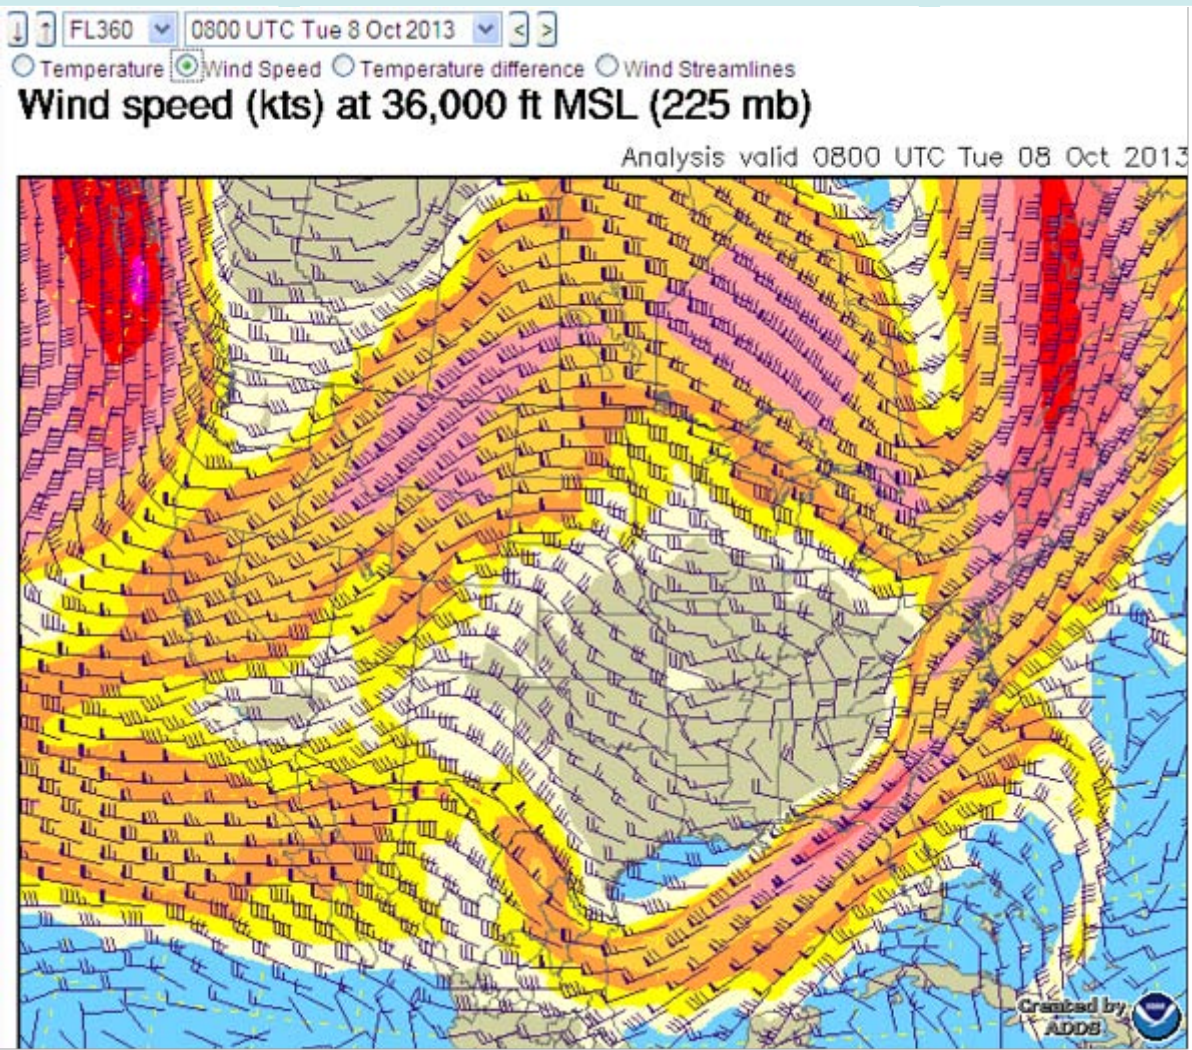 ↓ ↑ FL360 0800 UTC Tue 8 Oct 2013 < >
Temperature Wind Speed Temperature difference Wind Streamlines
Wind speed (kts) at 36,000 ft MSL (225 mb)
Analysis valid 0800 UTC Tue 08 Oct 2013
Created by
ADDS